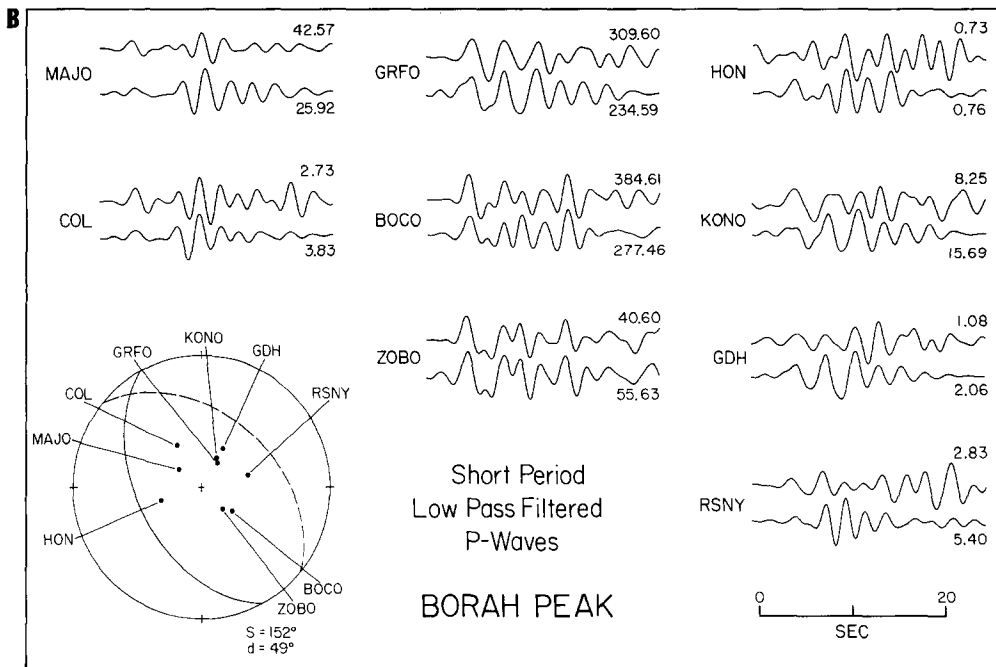 B
42.57
MAJO
25.92
2.73
COL
3.83
309.60
GRFO
234.59
384.61
BOCO
277.46
40.60
ZOBO
55.63
0.73
HON
0.76
8.25
KONO
15.69
1.08
GDH
2.06
2.83
RSNY
5.40
KONO
GRFO
GDH
COL
RSNY
MAJO
HON
BOCO
ZOBO
S = 152°
d = 49°
Short Period
Low Pass Filtered
P-Waves
BORAH PEAK
0 20
SEC